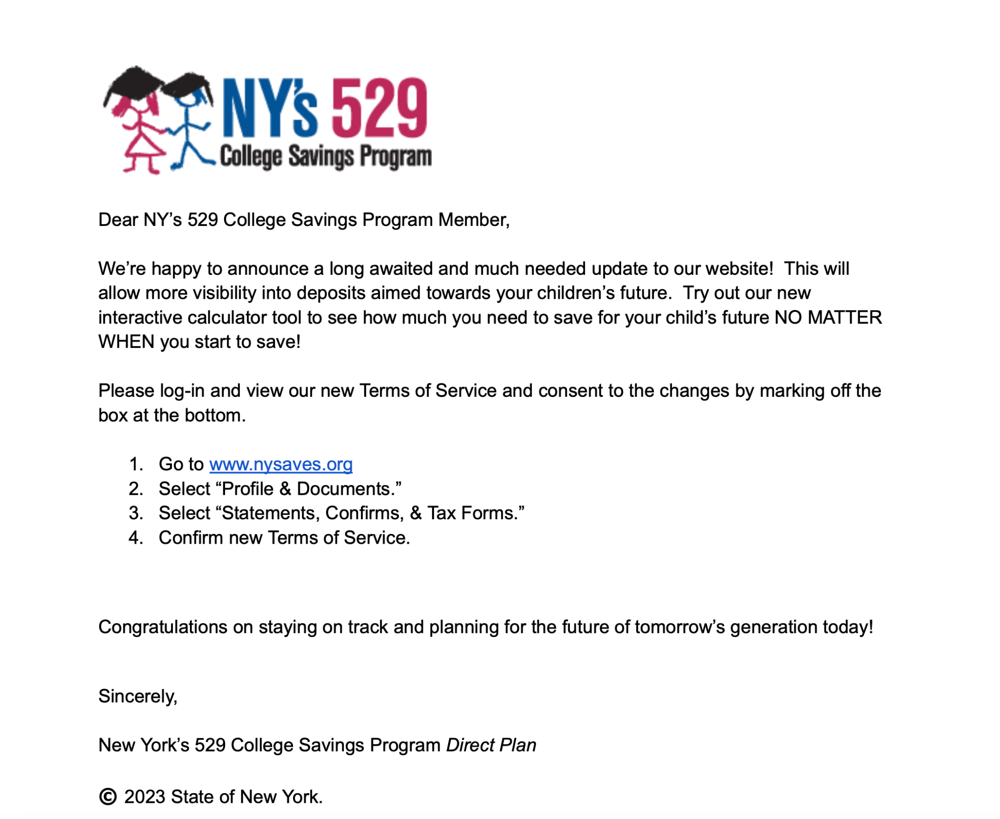 NY's 529
College Savings Program
Dear NY’s 529 College Savings Program Member,
We’re happy to announce a long awaited and much needed update to our website!  This will
allow more visibility into deposits aimed towards your children’s future.  Try out our new
interactive calculator tool to see how much you need to save for your child’s future NO MATTER
WHEN you start to save!
Please log-in and view our new Terms of Service and consent to the changes by marking off the
box at the bottom.
1. Go to www.nysaves.org
2. Select “Profile & Documents.”
3. Select “Statements, Confirms, & Tax Forms.”
4. Confirm new Terms of Service.
Congratulations on staying on track and planning for the future of tomorrow’s generation today!
Sincerely,
New York’s 529 College Savings Program Direct Plan
© 2023 State of New York.